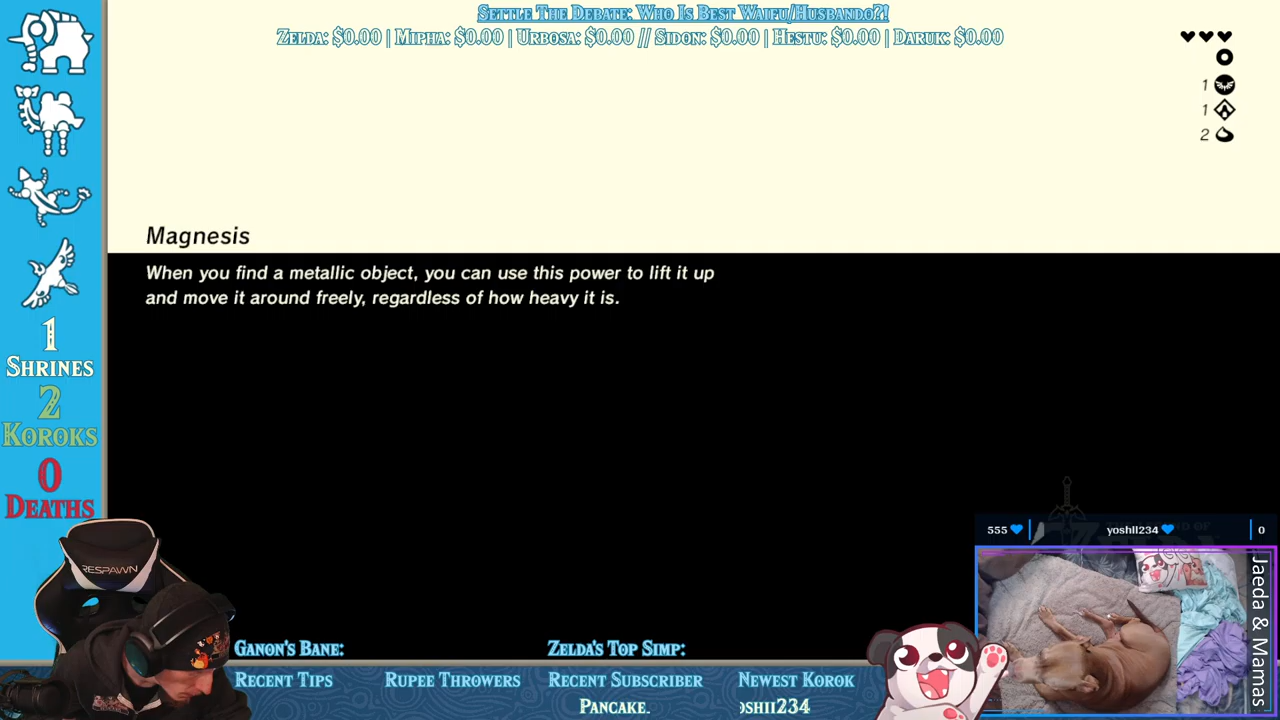 Settle The Debate: Who Is Best Waifu/Husbando?!
Zelda: $0.00 | Mipha: $0.00 | Urbosa: $0.00 // Sidon: $0.00 | Hestu: $0.00 | Daruk: $0.00
1
1
2
Magnesis
When you find a metallic object, you can use this power to lift it up
and move it around freely, regardless of how heavy it is.
1
Shrines
2
Koroks
0
Deaths
RESPAWN
555
yoshll234
0
Jaeda & Mamas
Ganon's Bane:
Zelda's Top Simp:
Recent Tips
Rupee Throwers
Recent Subscriber
Newest Korok
Pancake.
oshii234